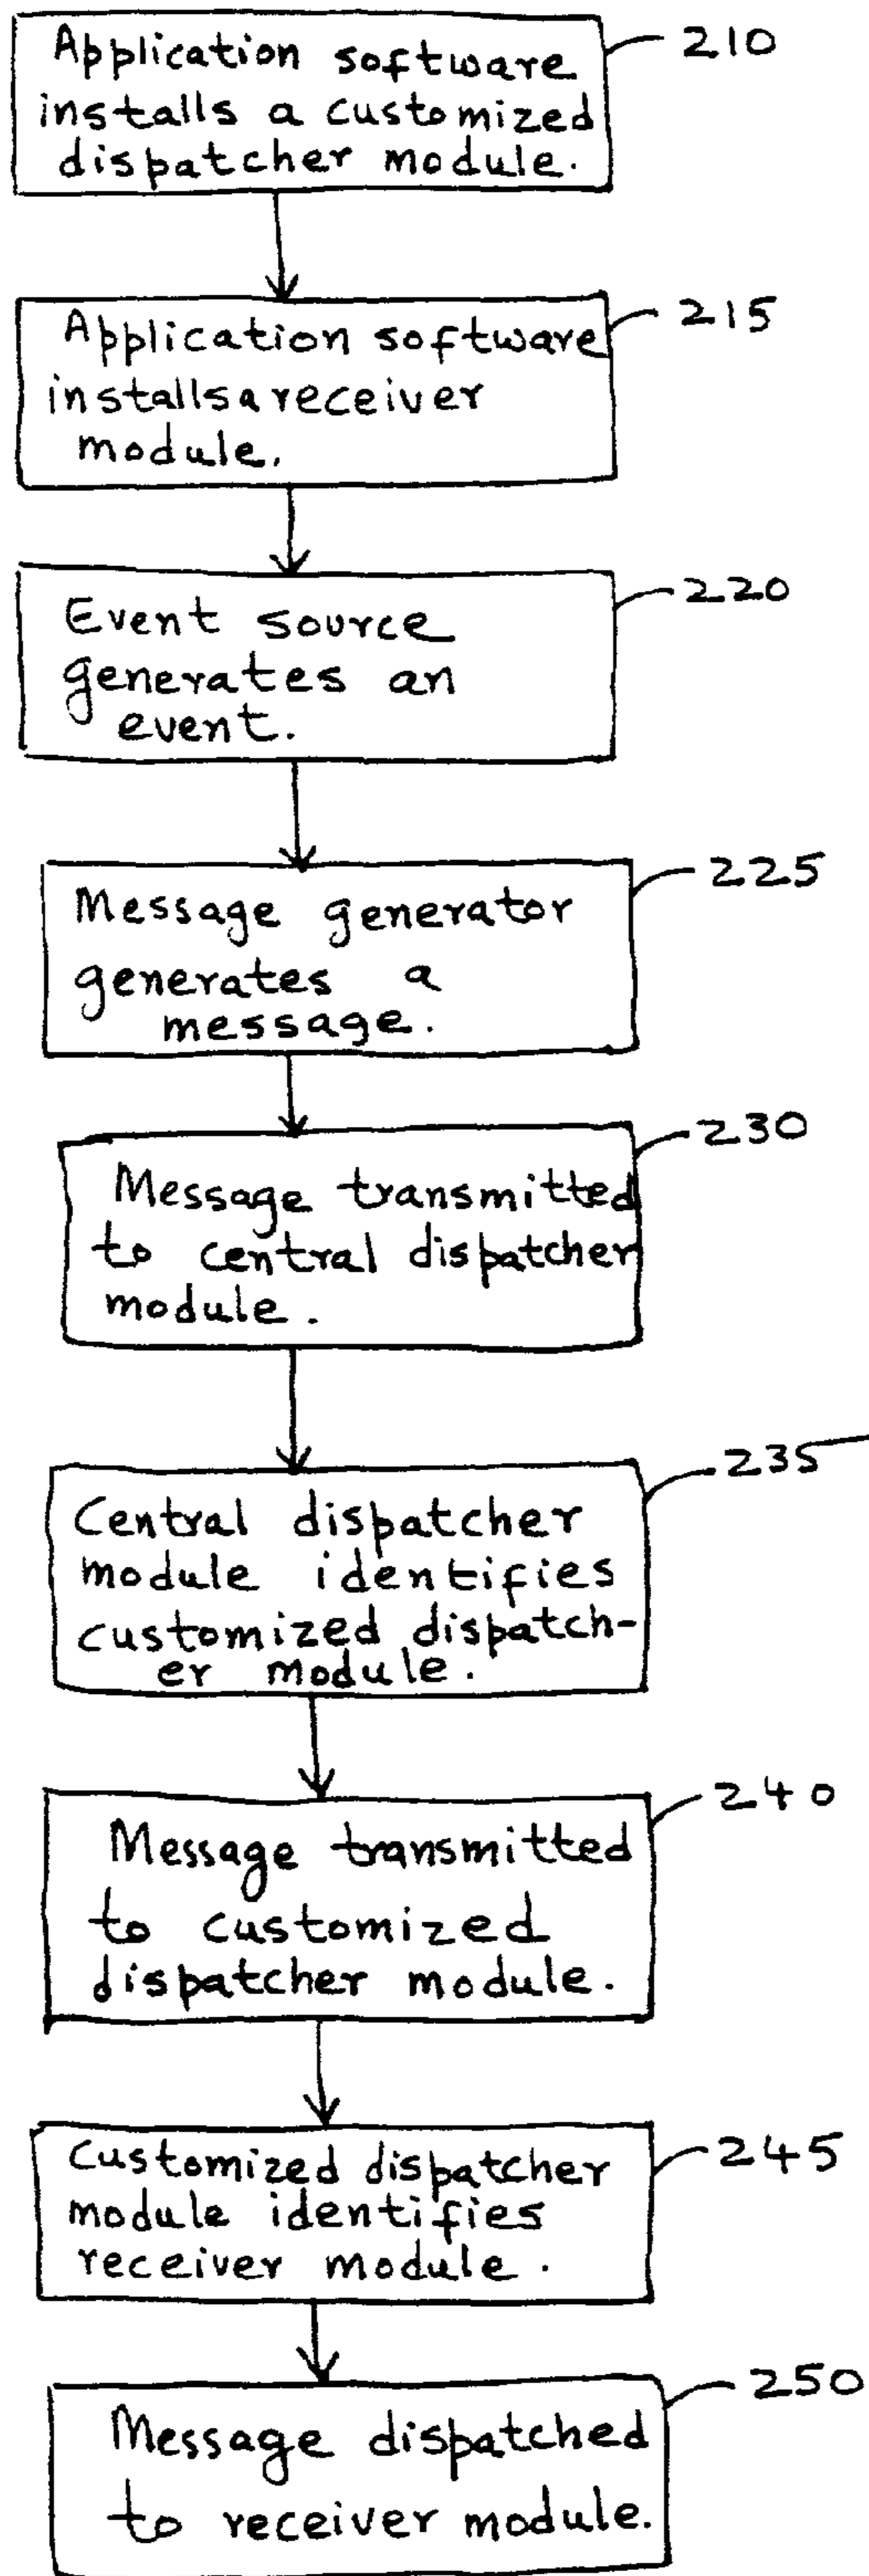 Application software
installs a customized
dispatcher module.
210
Application software
installs a receiver
module.
215
Event source
generates an
event.
220
Message generator
generates a
message.
225
Message transmitted
to central dispatcher
module.
230
Central dispatcher
module identifies
customized dispatch-
er module.
235
Message transmitted
to customized
dispatcher module.
240
Customized dispatcher
module identifies
receiver module.
245
Message dispatched
to receiver module.
250